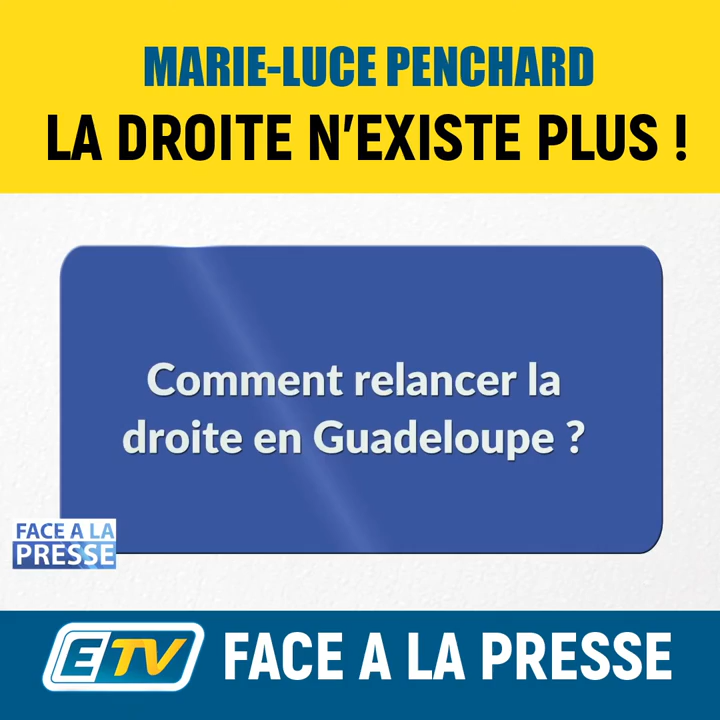 MARIE-LUCE PENCHARD
LA DROITE N'EXISTE PLUS !
Comment relancer la
droite en Guadeloupe ?
FACE A LA
PRESSE
ETV FACE A LA PRESSE